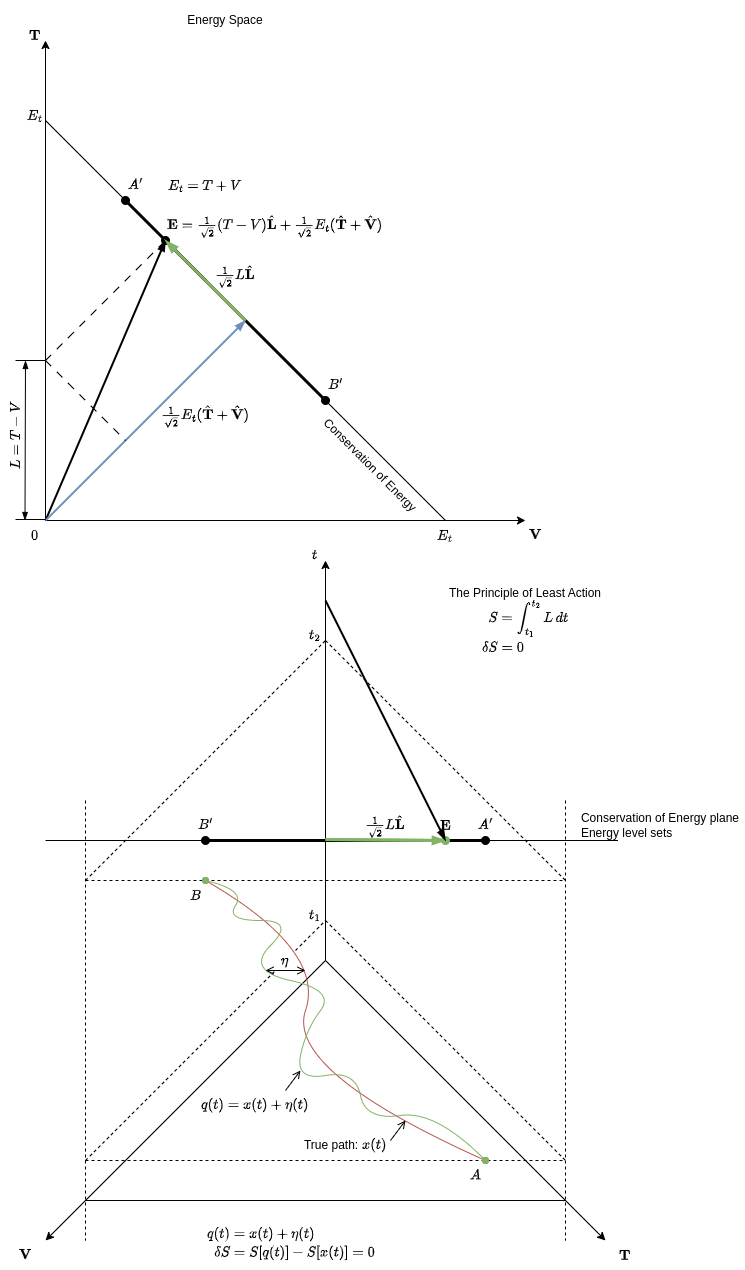 Energy Space
T
E_t
A′
E_t = T + V
E = 1/√2 (T − V)L̂ + 1/√2 E_t(T̂ + V̂)
1/√2 LL̂
B′
1/√2 E_t(T̂ + V̂)
L = T − V
Conservation of Energy
0
E_t
V
t
The Principle of Least Action
S = ∫_{t_1}^{t_2} L dt
δS = 0
t_2
B′
1/√2 LL̂
E
A′
Conservation of Energy plane
Energy level sets
B
t_1
η
q(t) = x(t) + η(t)
True path: x(t)
A
q(t) = x(t) + η(t)
δS = S[q(t)] − S[x(t)] = 0
V
T